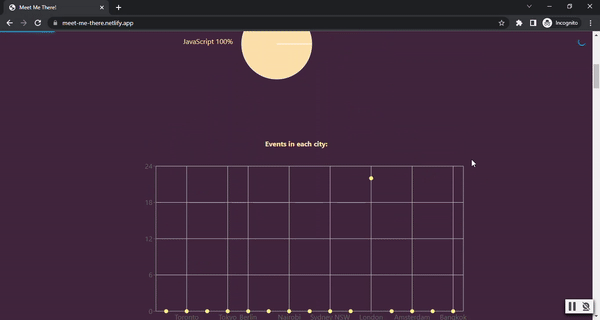 Meet Me There!
meet-me-there.netlify.app
Incognito
JavaScript 100%
Events in each city:
24
18
12
6
0
Toronto Tokyo Berlin Nairobi Sydney NSW London Amsterdam Bangkok